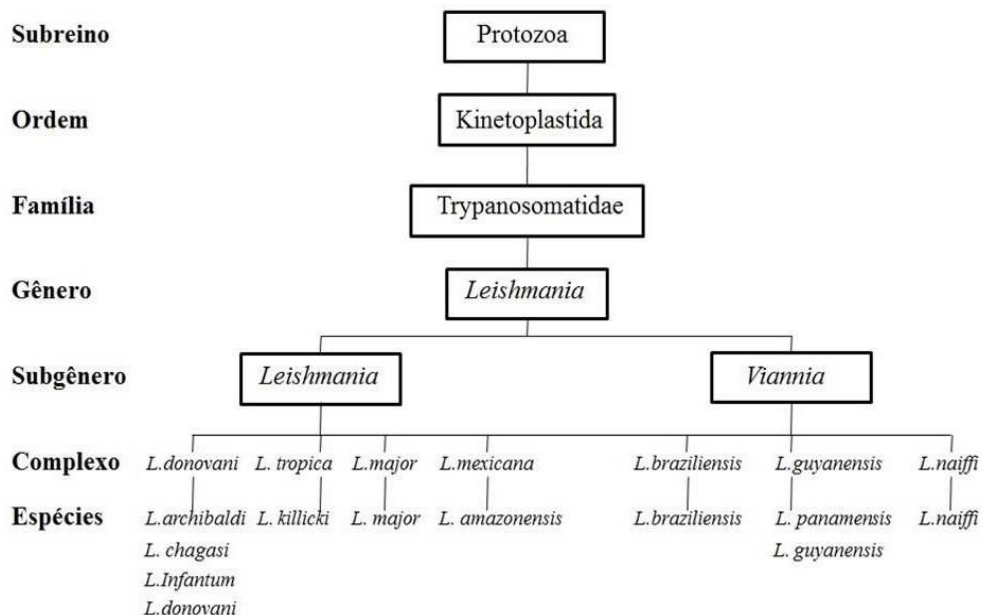 Subreino Protozoa
Ordem Kinetoplastida
Família Trypanosomatidae
Gênero Leishmania
Subgênero Leishmania Viannia
Complexo L.donovani L. tropica L.major L.mexicana L.braziliensis L.guyanensis L.naiffi
Espécies L.archibaldi L. killicki L. major L. amazonensis L.braziliensis L. panamensis L.naiffi
L. chagasi L. guyanensis
L.Infantum
L.donovani